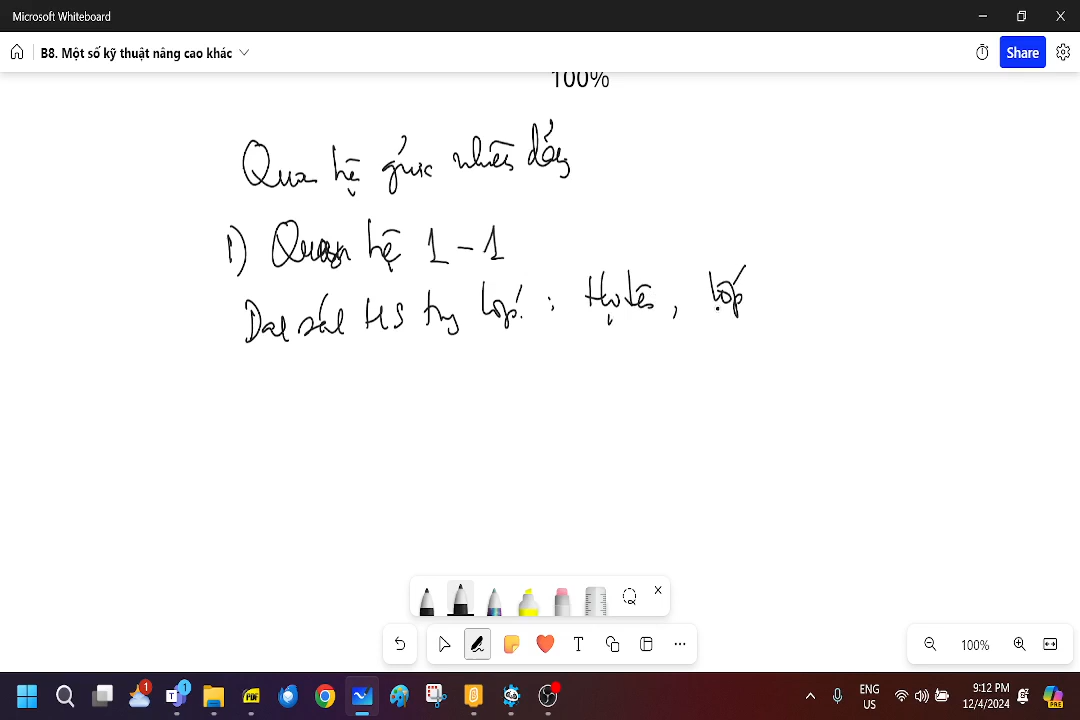 Microsoft Whiteboard
B8. Một số kỹ thuật nâng cao khác
Share
100%
Quan hệ giữa nhiều bảng
1) Quan hệ 1-1
Danh sách HS trong lớp: Họ tên, lớp
100%
ENG
US
9:12 PM
12/4/2024